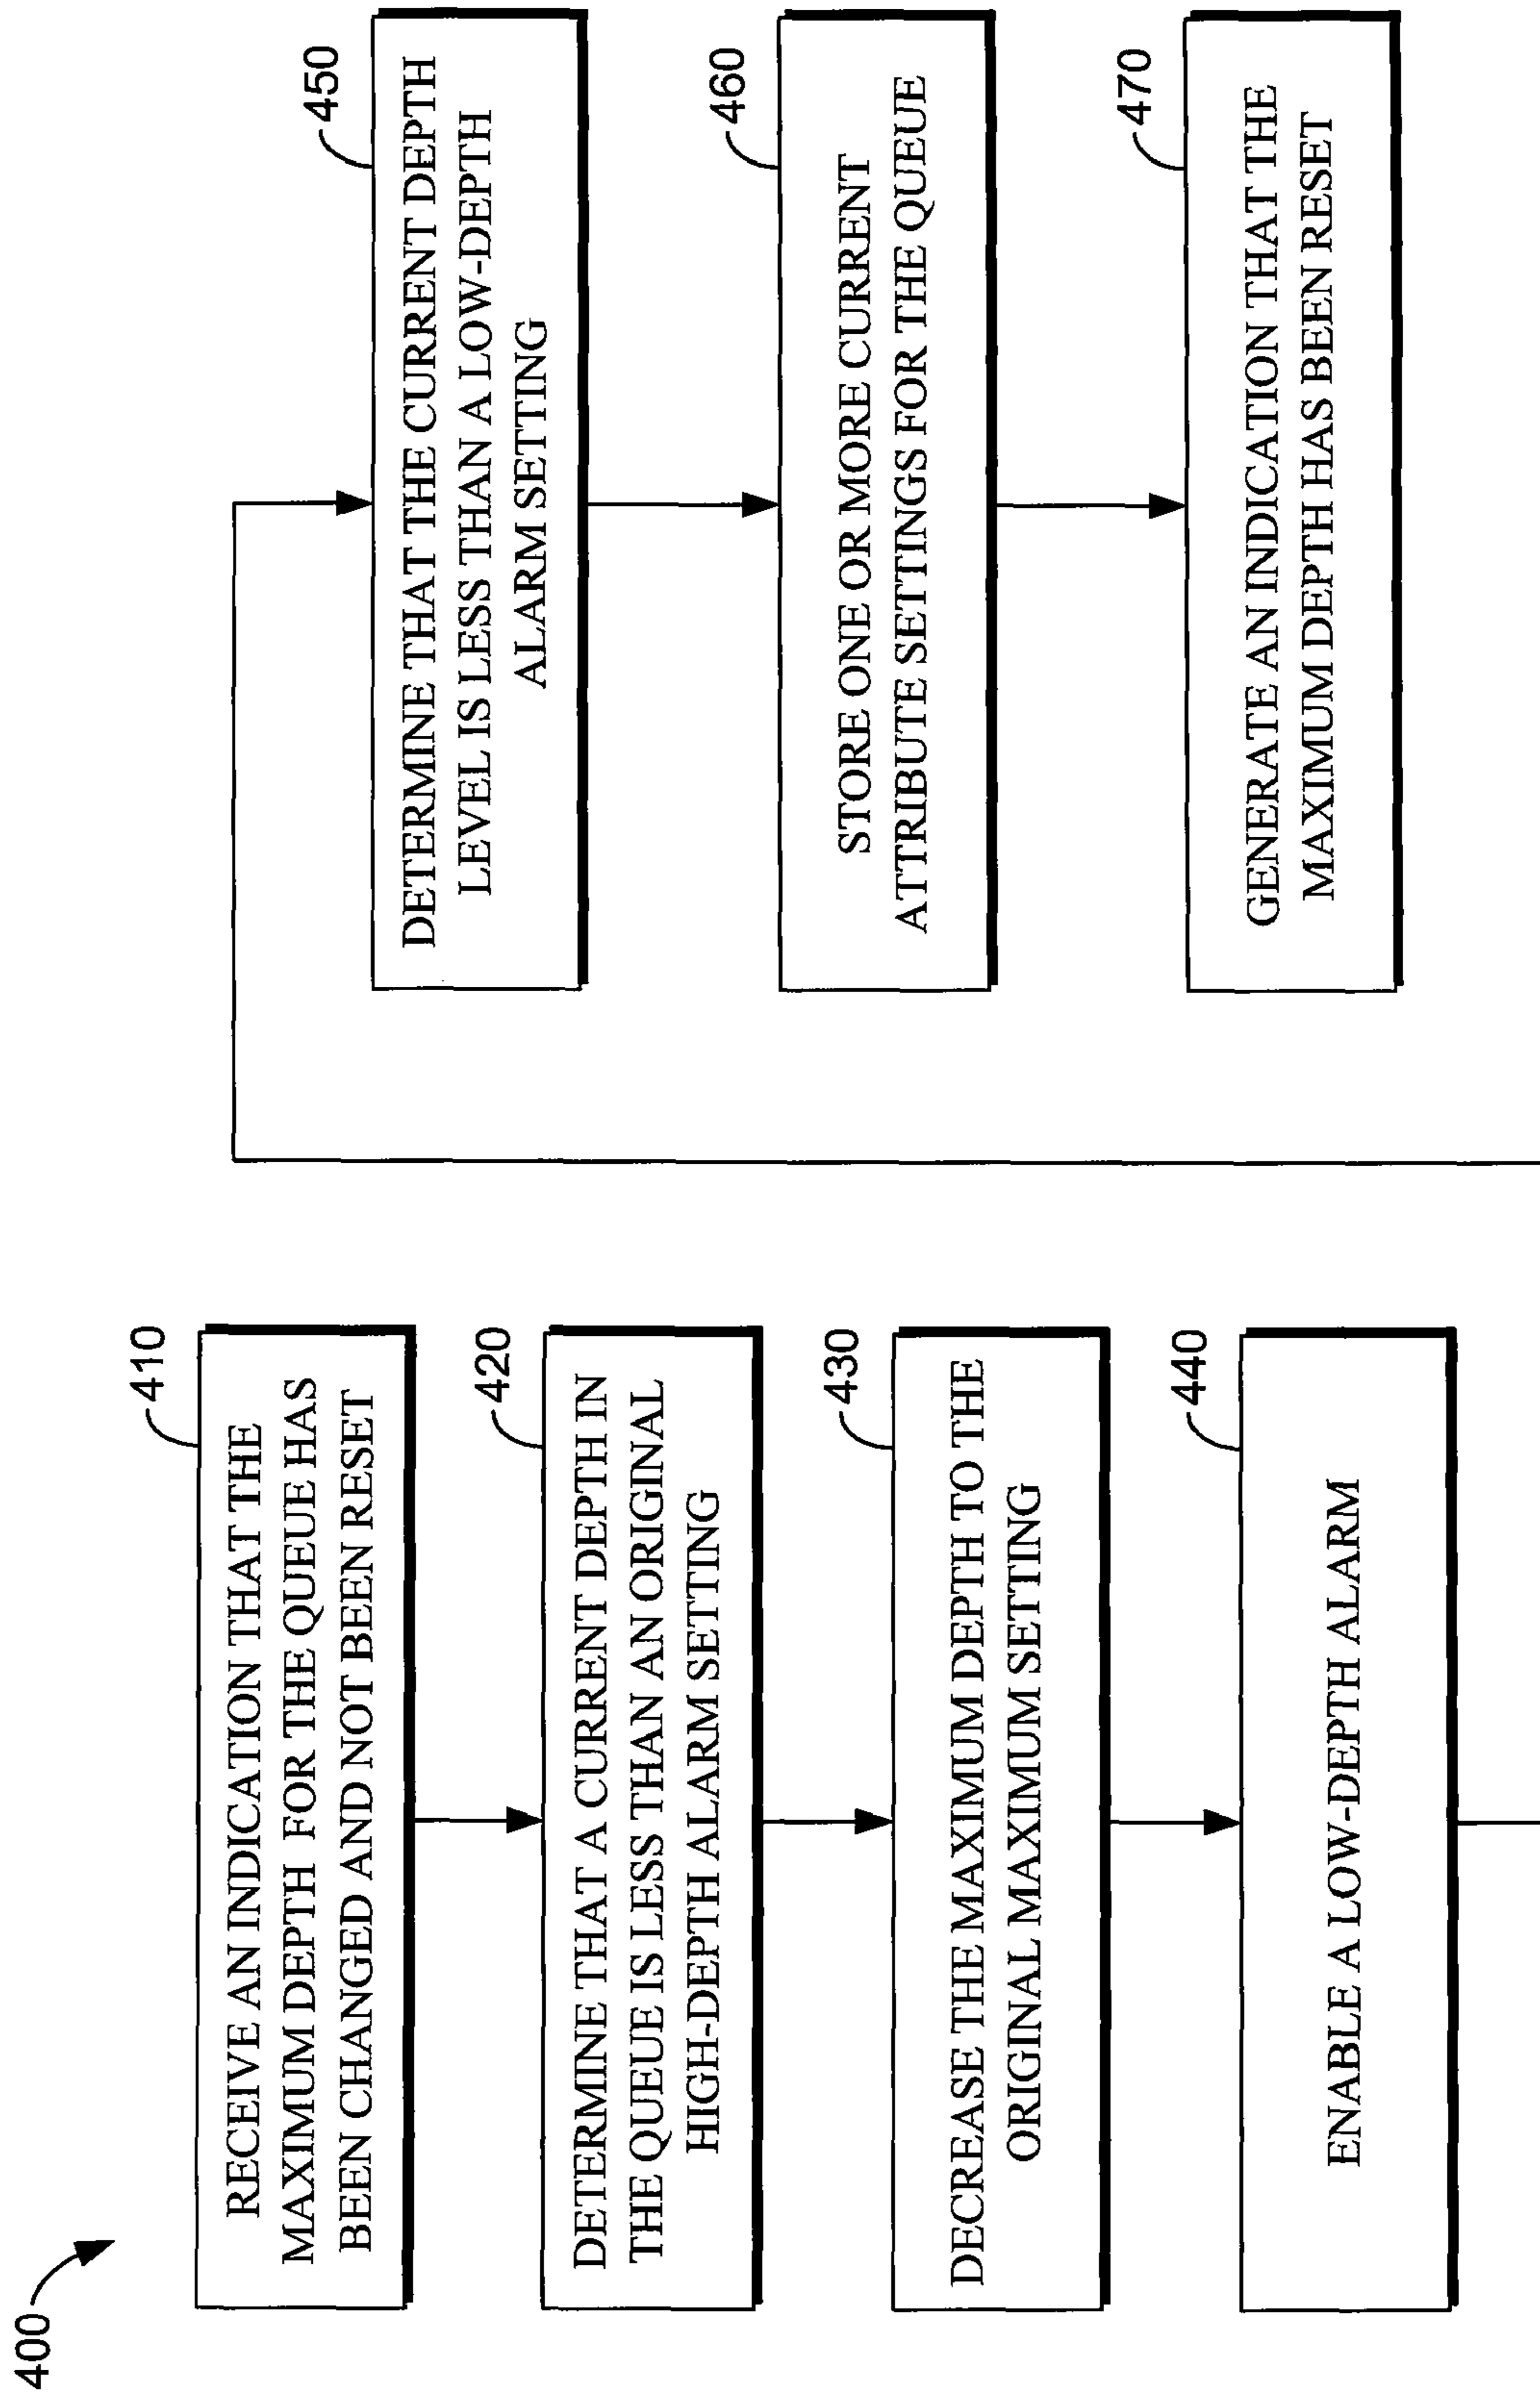 400
410
RECEIVE AN INDICATION THAT THE
MAXIMUM DEPTH FOR THE QUEUE HAS
BEEN CHANGED AND NOT BEEN RESET
420
DETERMINE THAT A CURRENT DEPTH IN
THE QUEUE IS LESS THAN AN ORIGINAL
HIGH-DEPTH ALARM SETTING
430
DECREASE THE MAXIMUM DEPTH TO THE
ORIGINAL MAXIMUM SETTING
440
ENABLE A LOW-DEPTH ALARM
450
DETERMINE THAT THE CURRENT DEPTH
LEVEL IS LESS THAN A LOW-DEPTH
ALARM SETTING
460
STORE ONE OR MORE CURRENT
ATTRIBUTE SETTINGS FOR THE QUEUE
470
GENERATE AN INDICATION THAT THE
MAXIMUM DEPTH HAS BEEN RESET